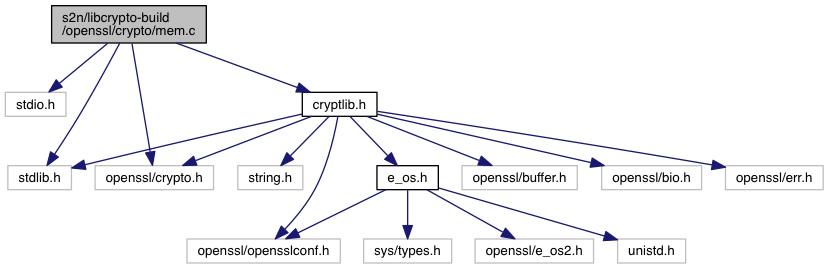 s2n/libcrypto-build
/openssl/crypto/mem.c
stdio.h
cryptlib.h
stdlib.h
openssl/crypto.h
string.h
e_os.h
openssl/buffer.h
openssl/bio.h
openssl/err.h
openssl/opensslconf.h
sys/types.h
openssl/e_os2.h
unistd.h